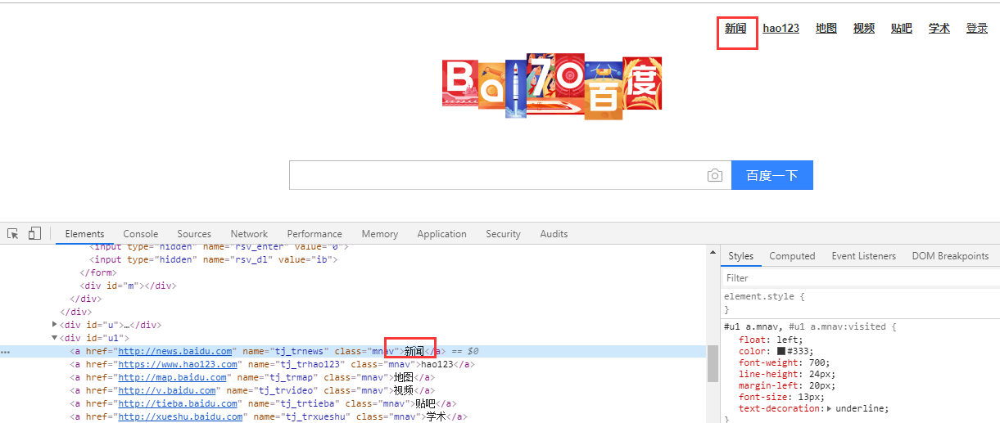 新闻 hao123 地图 视频 贴吧 学术 登录
Bai 70 百度
百度一下
Elements Console Sources Network Performance Memory Application Security Audits
<input type="hidden" name="rsv_enter" value="0">
<input type="hidden" name="rsv_dl" value="ib">
</form>
<div id="m"></div>
</div>
</div>
<div id="u">…</div>
<div id="u1">
<a href="http://news.baidu.com" name="tj_trnews" class="mnav">新闻</a> == $0
<a href="https://www.hao123.com" name="tj_trhao123" class="mnav">hao123</a>
<a href="http://map.baidu.com" name="tj_trmap" class="mnav">地图</a>
<a href="http://v.baidu.com" name="tj_trvideo" class="mnav">视频</a>
<a href="http://tieba.baidu.com" name="tj_trtieba" class="mnav">贴吧</a>
<a href="http://xueshu.baidu.com" name="tj_trxueshu" class="mnav">学术</a>
Styles Computed Event Listeners DOM Breakpoints
Filter
element.style {
}
#u1 a.mnav, #u1 a.mnav:visited {
float: left;
color: #333;
font-weight: 700;
line-height: 24px;
margin-left: 20px;
font-size: 13px;
text-decoration: underline;
}